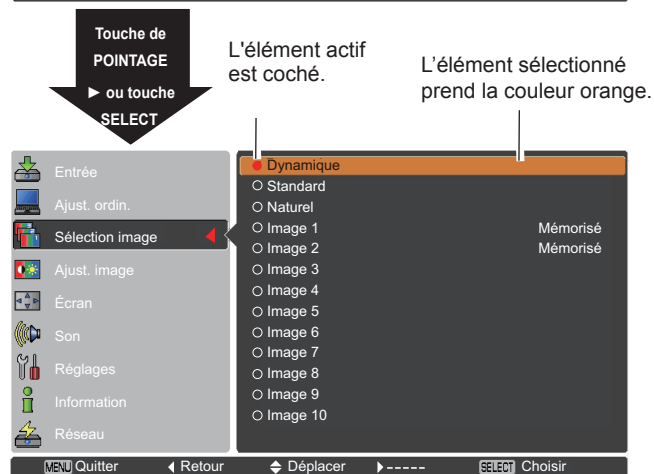 Touche de
POINTAGE
► ou touche
SELECT
L'élément actif
est coché.
L’élément sélectionné
prend la couleur orange.
Entrée
Ajust. ordin.
Sélection image
Ajust. image
Écran
Son
Réglages
Information
Réseau
Dynamique
Standard
Naturel
Image 1 Mémorisé
Image 2 Mémorisé
Image 3
Image 4
Image 5
Image 6
Image 7
Image 8
Image 9
Image 10
MENU Quitter Retour Déplacer ----- SELECT Choisir